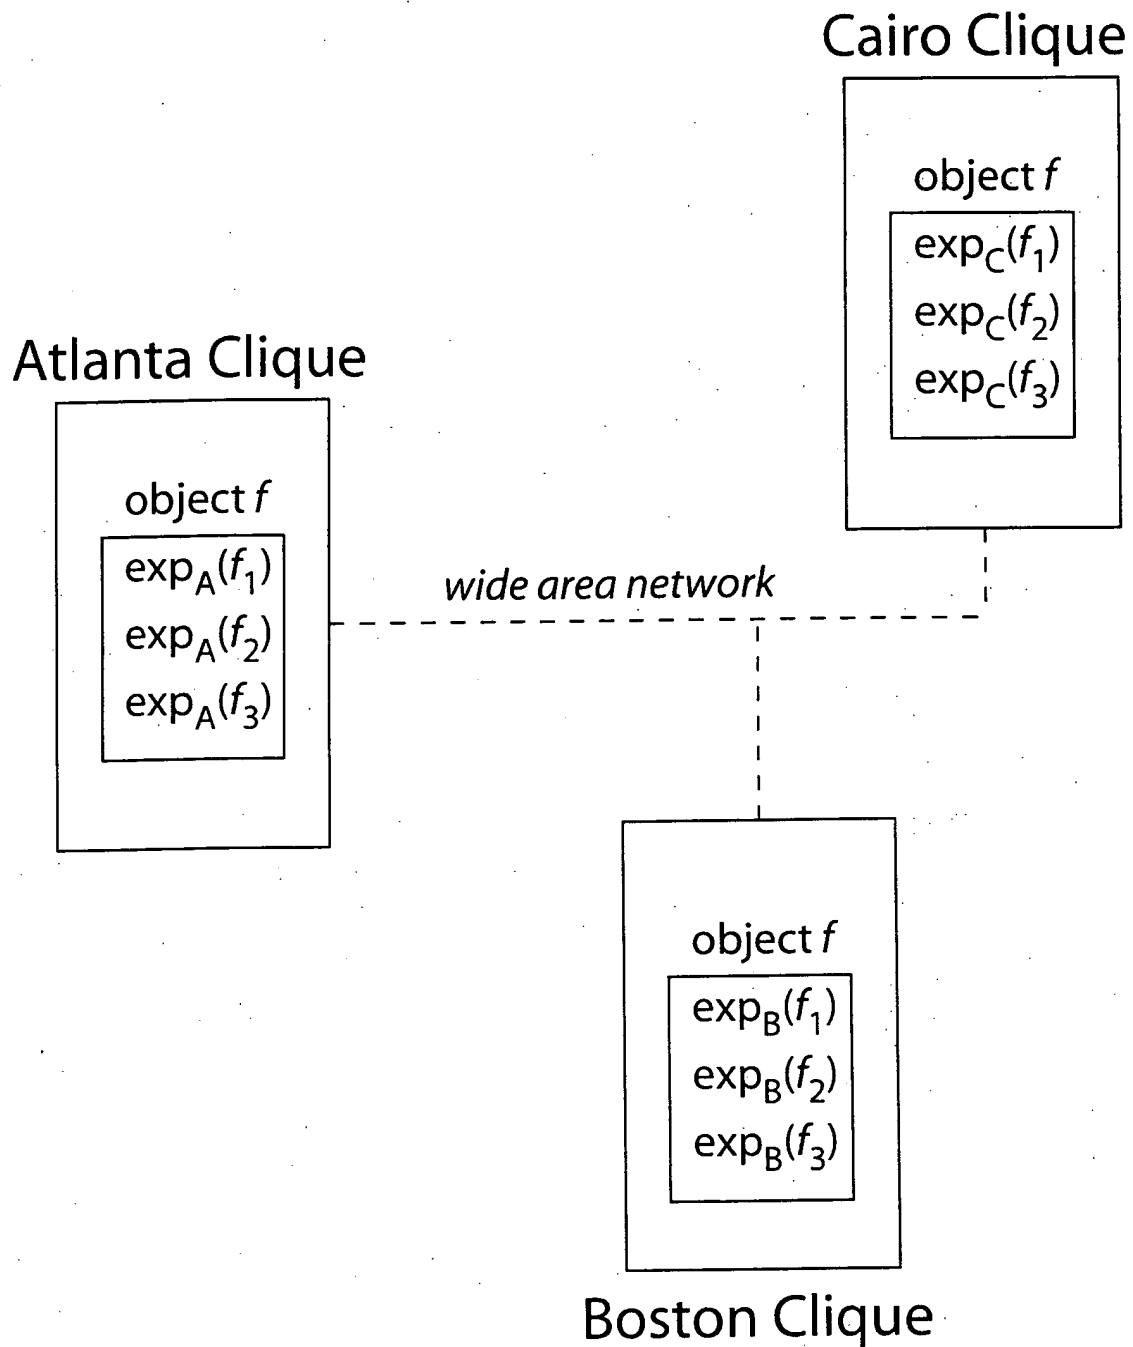 Cairo Clique
object f
exp_C(f_1)
exp_C(f_2)
exp_C(f_3)
Atlanta Clique
object f
exp_A(f_1)
exp_A(f_2)
exp_A(f_3)
wide area network
object f
exp_B(f_1)
exp_B(f_2)
exp_B(f_3)
Boston Clique